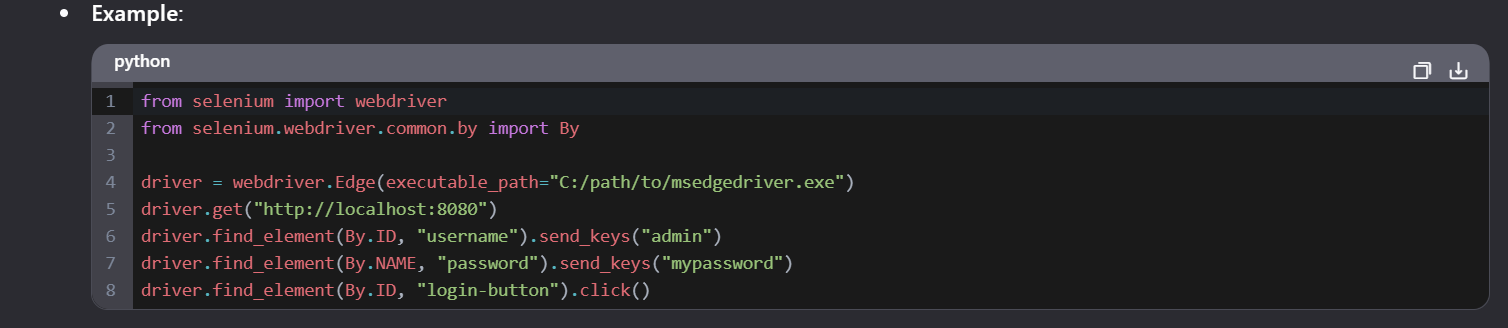 • Example:
python
1 from selenium import webdriver
2 from selenium.webdriver.common.by import By
3
4 driver = webdriver.Edge(executable_path="C:/path/to/msedgedriver.exe")
5 driver.get("http://localhost:8080")
6 driver.find_element(By.ID, "username").send_keys("admin")
7 driver.find_element(By.NAME, "password").send_keys("mypassword")
8 driver.find_element(By.ID, "login-button").click()